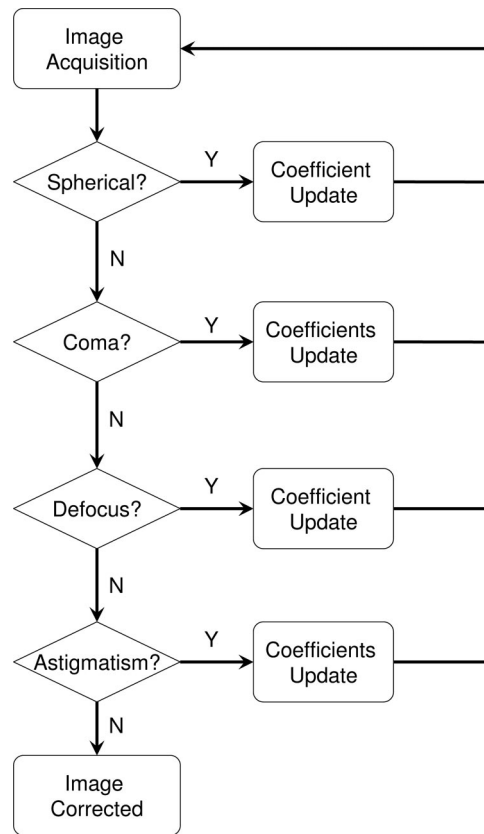 Image
Acquisition
Y
Spherical?
Coefficient
Update
N
Y
Coma?
Coefficients
Update
N
Y
Defocus?
Coefficient
Update
N
Y
Astigmatism?
Coefficients
Update
N
Image
Corrected